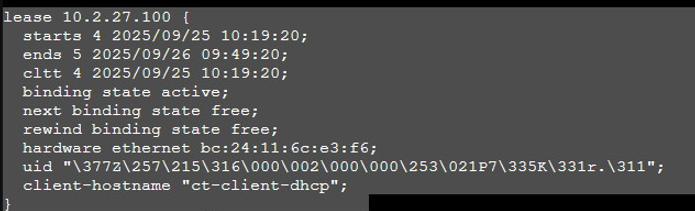 lease 10.2.27.100 {
  starts 4 2025/09/25 10:19:20;
  ends 5 2025/09/26 09:49:20;
  cltt 4 2025/09/25 10:19:20;
  binding state active;
  next binding state free;
  rewind binding state free;
  hardware ethernet bc:24:11:6c:e3:f6;
  uid "\377Z\257\215\316\000\002\000\000\253\021P7\335K\331r.\311";
  client-hostname "ct-client-dhcp";
}